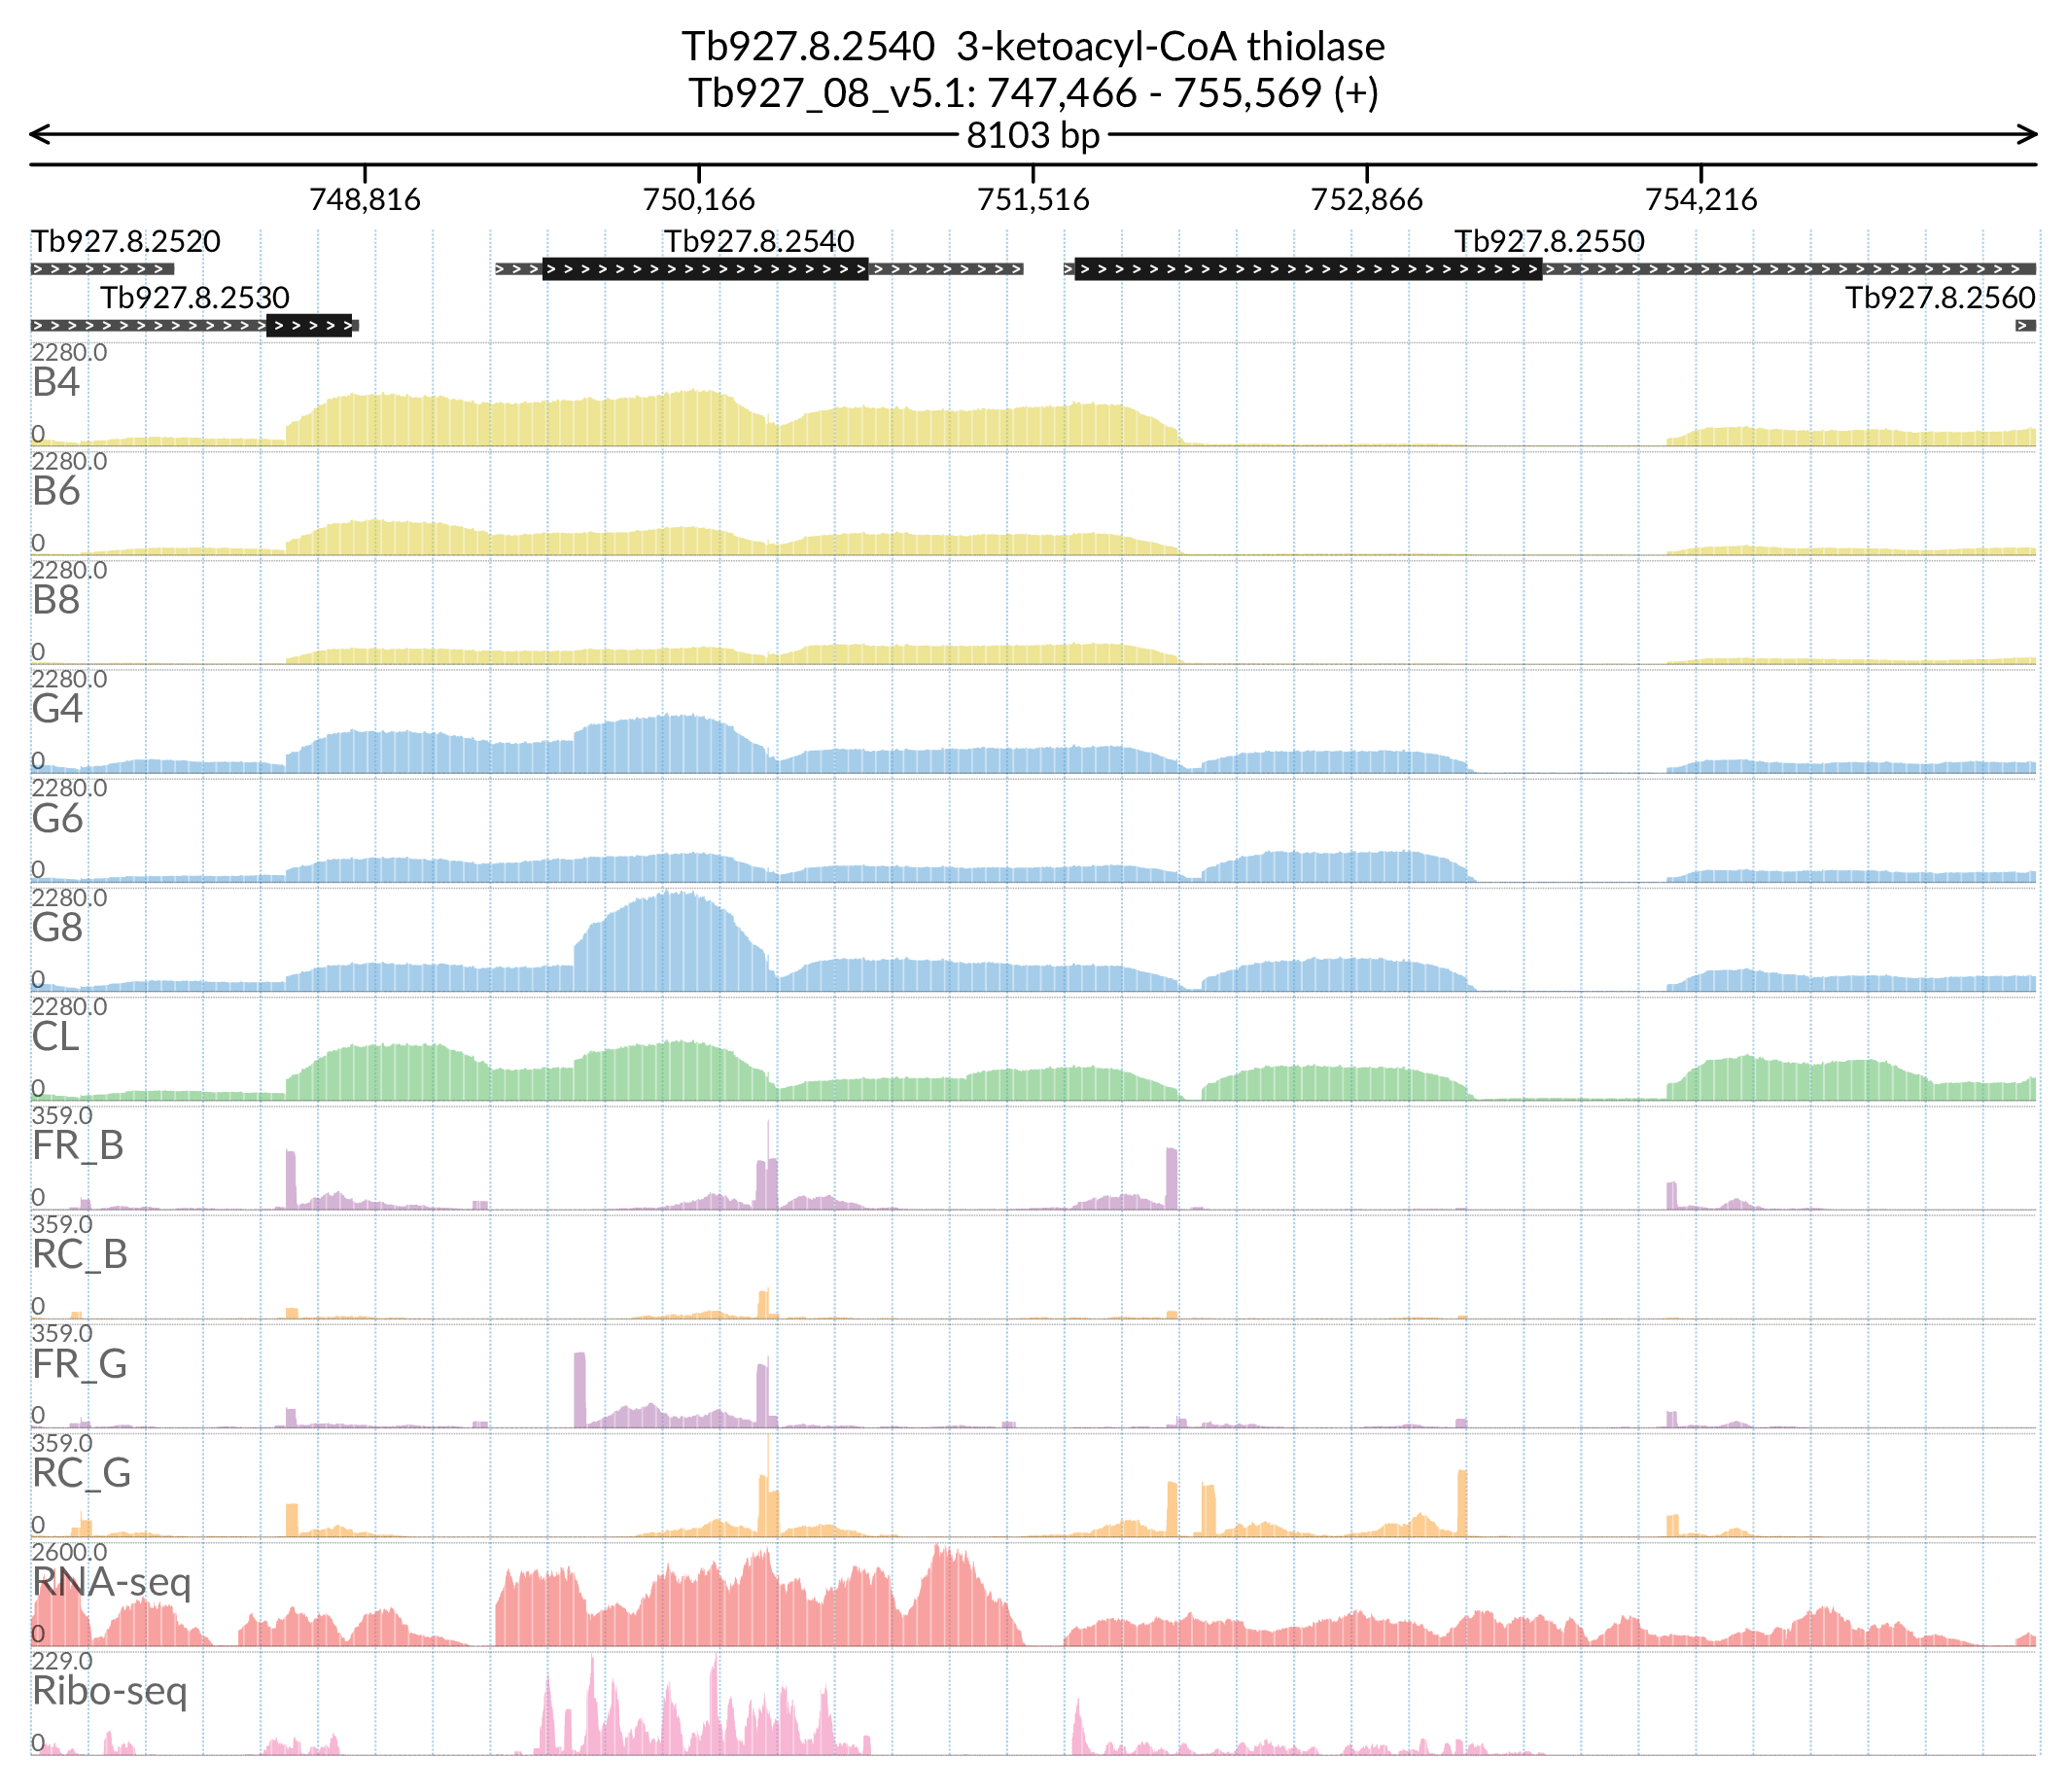 Tb927.8.2540  3-ketoacyl-CoA thiolase
Tb927_08_v5.1: 747,466 - 755,569 (+)
8103 bp
748,816 750,166 751,516 752,866 754,216
Tb927.8.2520 Tb927.8.2540 Tb927.8.2550
Tb927.8.2530 Tb927.8.2560
2280.0
B4
0
2280.0
B6
0
2280.0
B8
0
2280.0
G4
0
2280.0
G6
0
2280.0
G8
0
2280.0
CL
0
359.0
FR_B
0
359.0
RC_B
0
359.0
FR_G
0
359.0
RC_G
0
2600.0
RNA-seq
0
229.0
Ribo-seq
0